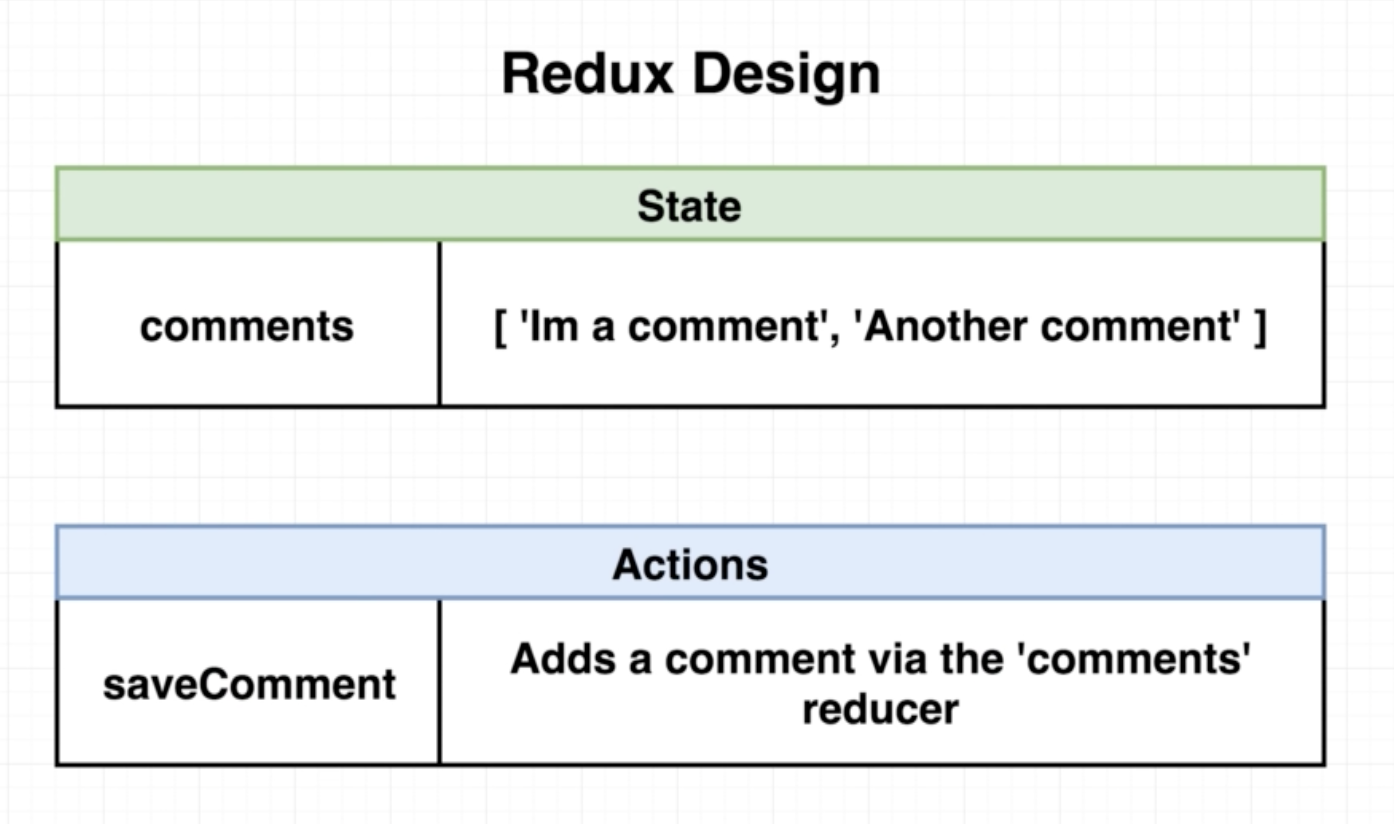 Redux Design
State
comments
[ 'Im a comment', 'Another comment' ]
Actions
saveComment
Adds a comment via the 'comments'
reducer